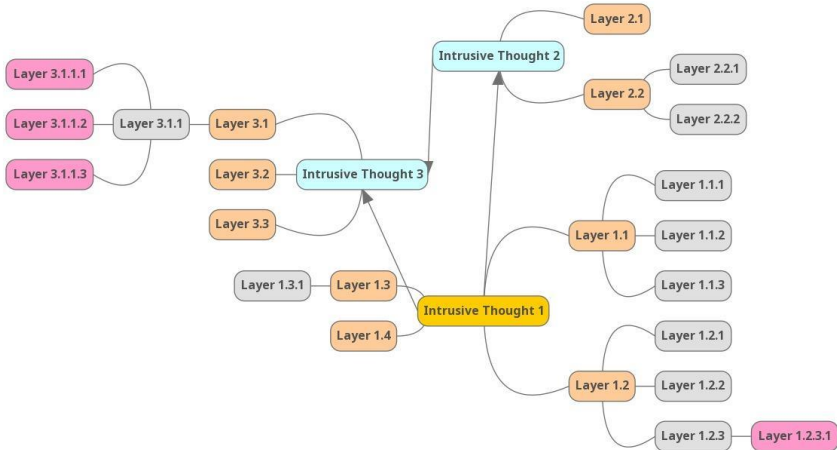 Layer 2.1
Intrusive Thought 2
Layer 2.2.1
Layer 3.1.1.1
Layer 2.2
Layer 2.2.2
Layer 3.1.1.2
Layer 3.1.1
Layer 3.1
Layer 3.1.1.3
Layer 3.2
Intrusive Thought 3
Layer 1.1.1
Layer 3.3
Layer 1.1
Layer 1.1.2
Layer 1.3.1
Layer 1.3
Layer 1.1.3
Intrusive Thought 1
Layer 1.4
Layer 1.2.1
Layer 1.2
Layer 1.2.2
Layer 1.2.3
Layer 1.2.3.1